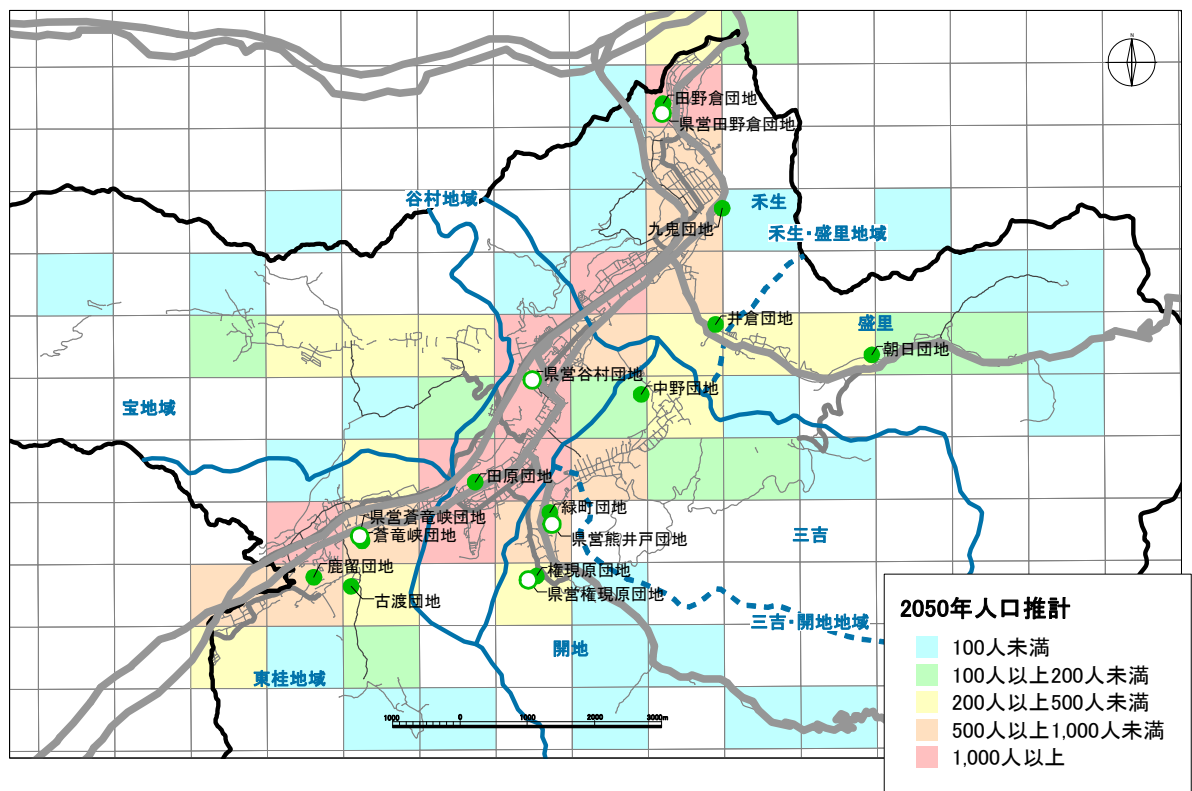 N
田野倉団地
県営田野倉団地
谷村地域
禾生
九鬼団地
禾生・盛里地域
井倉団地
盛里
朝日団地
県営谷村団地
中野団地
宝地域
田原団地
県営蒼竜峡団地
蒼竜峡団地
緑町団地
県営熊井戸団地
三吉
鹿留団地
権現原団地
古渡団地
県営権現原団地
三吉・開地地域
開地
東桂地域
1000 0 1000 2000 3000m
2050年人口推計
100人未満
100人以上200人未満
200人以上500人未満
500人以上1,000人未満
1,000人以上